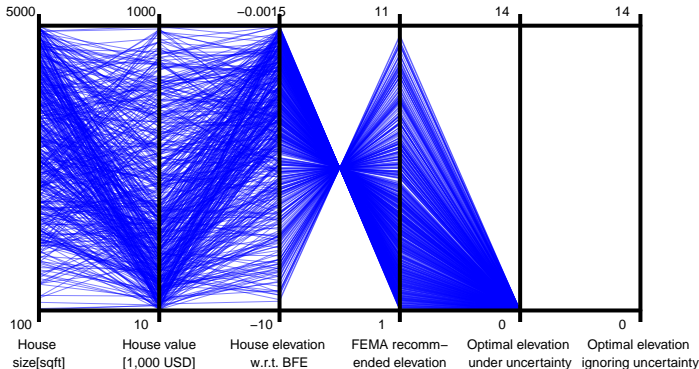 5000 1000 −0.0015 11 14 14
100 10 −10 1 0 0
House House value House elevation FEMA recomm− Optimal elevation Optimal elevation
size[sqft] [1,000 USD] w.r.t. BFE ended elevation under uncertainty ignoring uncertainty